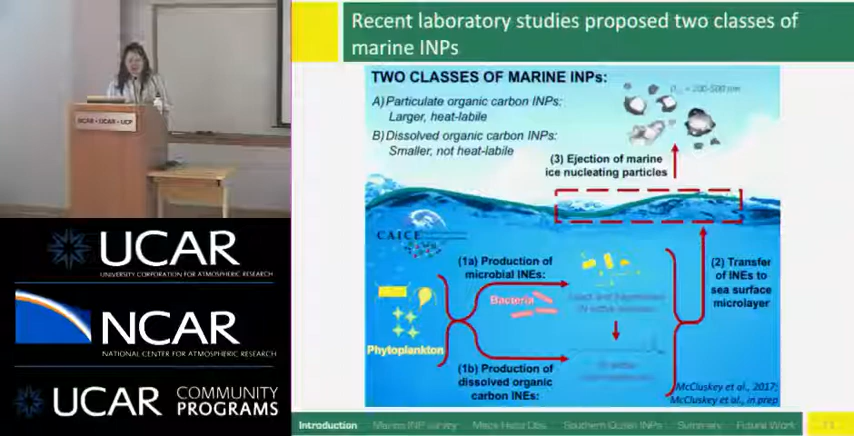 Recent laboratory studies proposed two classes of
marine INPs
TWO CLASSES OF MARINE INPs:
A) Particulate organic carbon INPs:
Larger, heat-labile
B) Dissolved organic carbon INPs:
Smaller, not heat-labile
(3) Ejection of marine
ice nucleating particles
CAICE
(1a) Production of
microbial INEs:
(2) Transfer
of INEs to
sea surface
microlayer
Bacteria
Phytoplankton
(1b) Production of
dissolved organic
carbon INEs:
McCluskey et al., 2017;
McCluskey et al., in prep
Introduction Marine INP survey Mace Head Obs. Southern Ocean INPs Summary Future Work
NCAR • UCAR • UCP
UCAR
UNIVERSITY CORPORATION FOR ATMOSPHERIC RESEARCH
NCAR
NATIONAL CENTER FOR ATMOSPHERIC RESEARCH
UCAR COMMUNITY
PROGRAMS